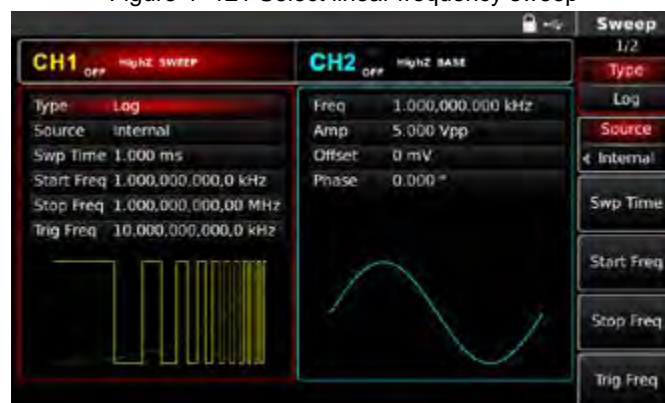 Figure 4- 121 Select linear frequency sweep
Sweep
1/2
CH1 OFF HighZ SWEEP
CH2 OFF HighZ BASE
Type
Log
Type Log
Source Internal
Swp Time 1.000 ms
Start Freq 1.000,000,000,0 kHz
Stop Freq 1.000,000,000,00 MHz
Trig Freq 10.000,000,000,0 kHz
Freq 1.000,000,000 kHz
Amp 5.000 Vpp
Offset 0 mV
Phase 0.000 °
Source
Internal
Swp Time
Start Freq
Stop Freq
Trig Freq